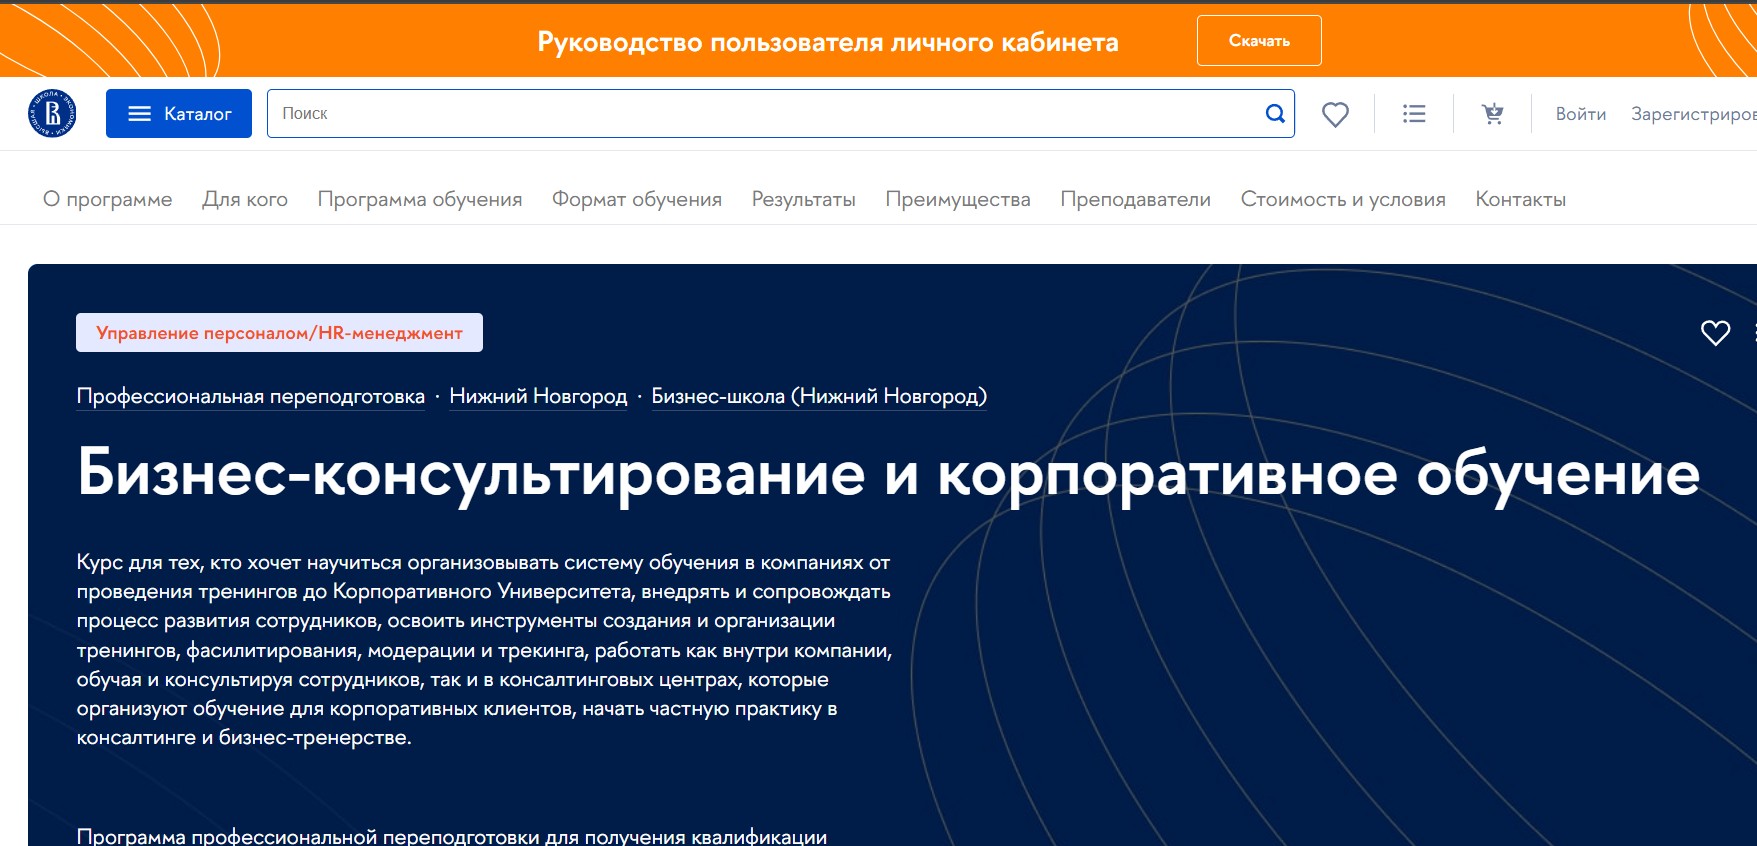 Руководство пользователя личного кабинета
Скачать
ВЫСШАЯ ШКОЛА ЭКОНОМИКИ
Каталог
Поиск
Войти
Зарегистриров
О программе
Для кого
Программа обучения
Формат обучения
Результаты
Преимущества
Преподаватели
Стоимость и условия
Контакты
Управление персоналом/HR-менеджмент
Профессиональная переподготовка · Нижний Новгород · Бизнес-школа (Нижний Новгород)
Бизнес-консультирование и корпоративное обучение
Курс для тех, кто хочет научиться организовывать систему обучения в компаниях от
проведения тренингов до Корпоративного Университета, внедрять и сопровождать
процесс развития сотрудников, освоить инструменты создания и организации
тренингов, фасилитирования, модерации и трекинга, работать как внутри компании,
обучая и консультируя сотрудников, так и в консалтинговых центрах, которые
организуют обучение для корпоративных клиентов, начать частную практику в
консалтинге и бизнес-тренерстве.
Программа профессиональной переподготовки для получения квалификации